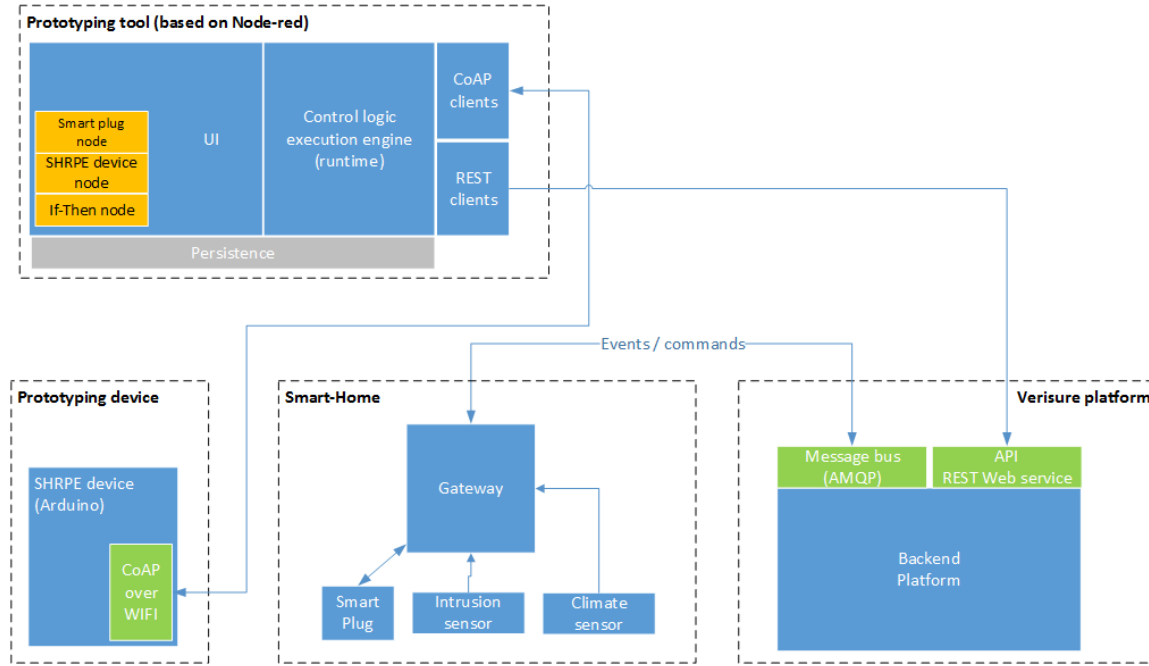 Prototyping tool (based on Node-red)
Smart plug
node
SHRPE device
node
If-Then node
UI
Control logic
execution engine
(runtime)
CoAP
clients
REST
clients
Persistence
Events / commands
Prototyping device
SHRPE device
(Arduino)
CoAP
over
WIFI
Smart-Home
Gateway
Smart
Plug
Intrusion
sensor
Climate
sensor
Verisure platform
Message bus
(AMQP)
API
REST Web service
Backend
Platform